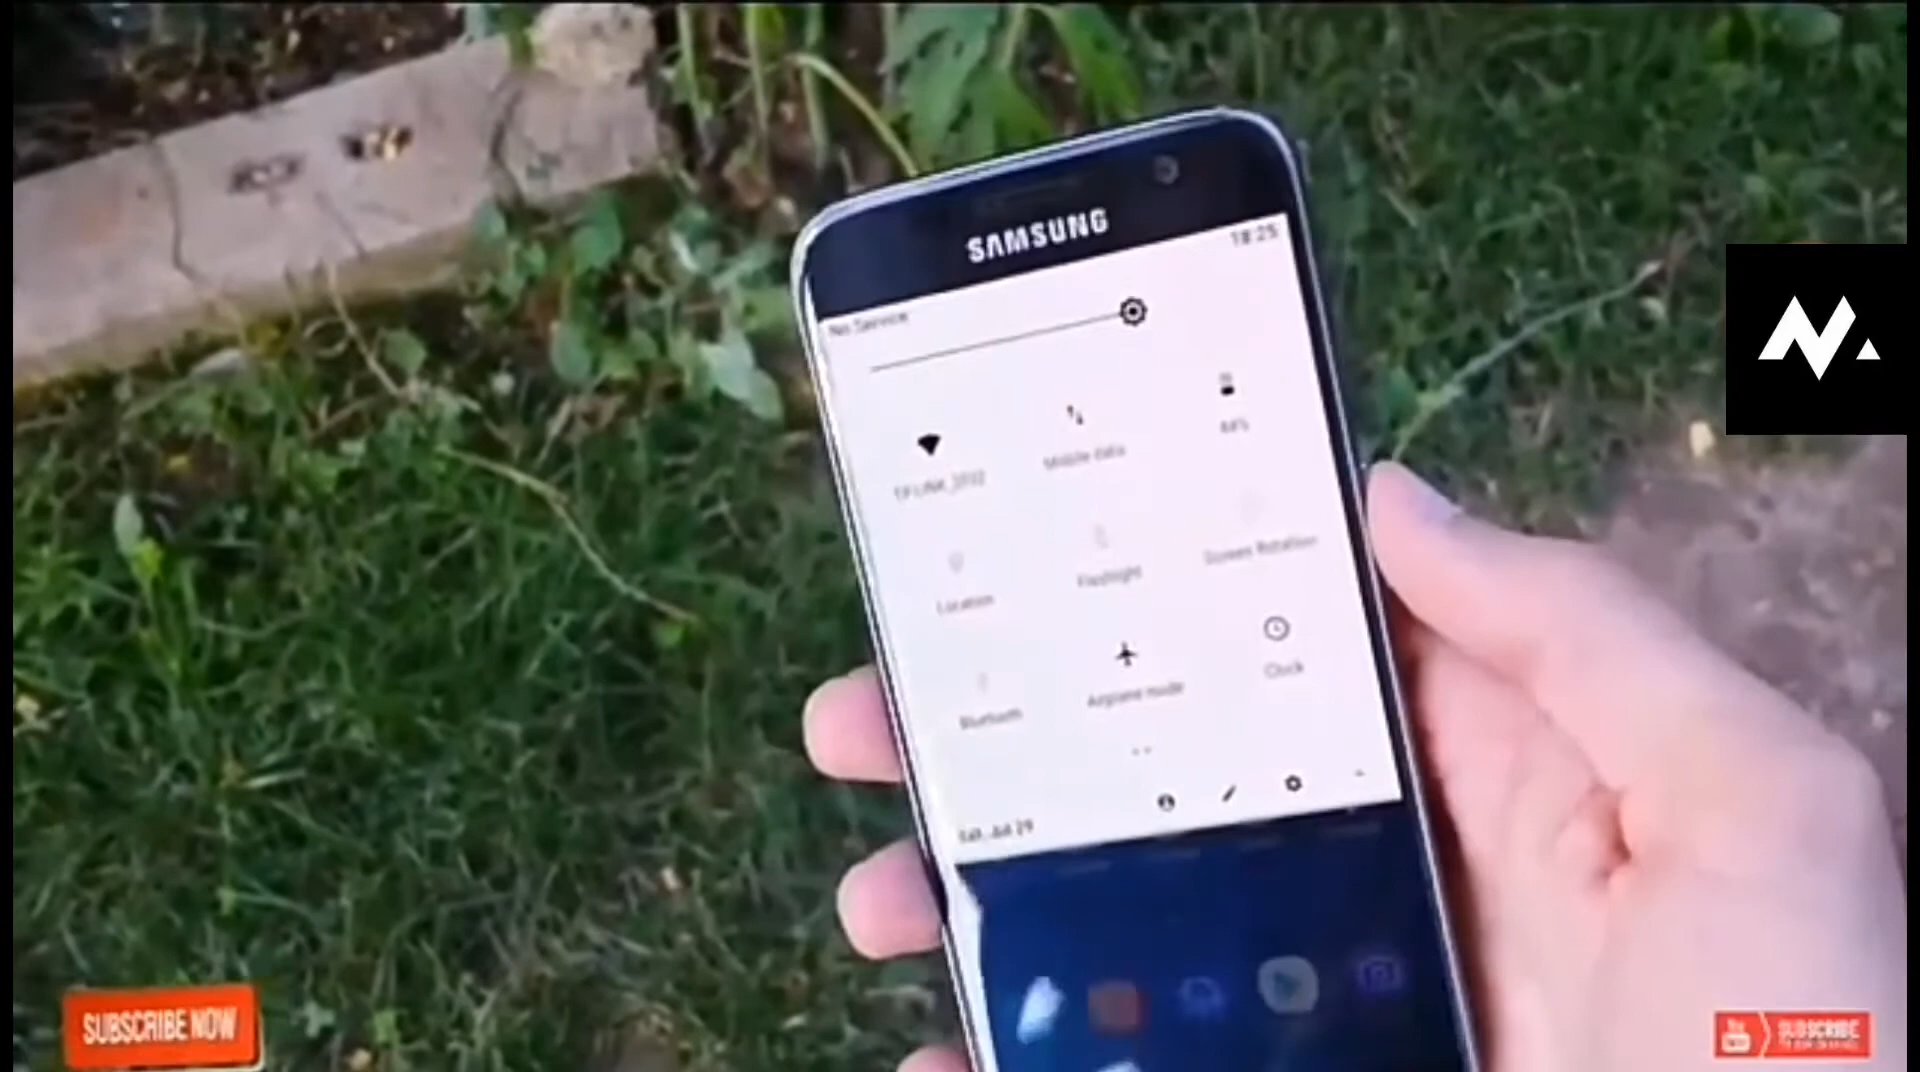 SAMSUNG
18:25
No Service
Mobile data
Location
Flashlight
Screen Rotation
Bluetooth
Airplane mode
Clock
SUBSCRIBE NOW
SUBSCRIBE